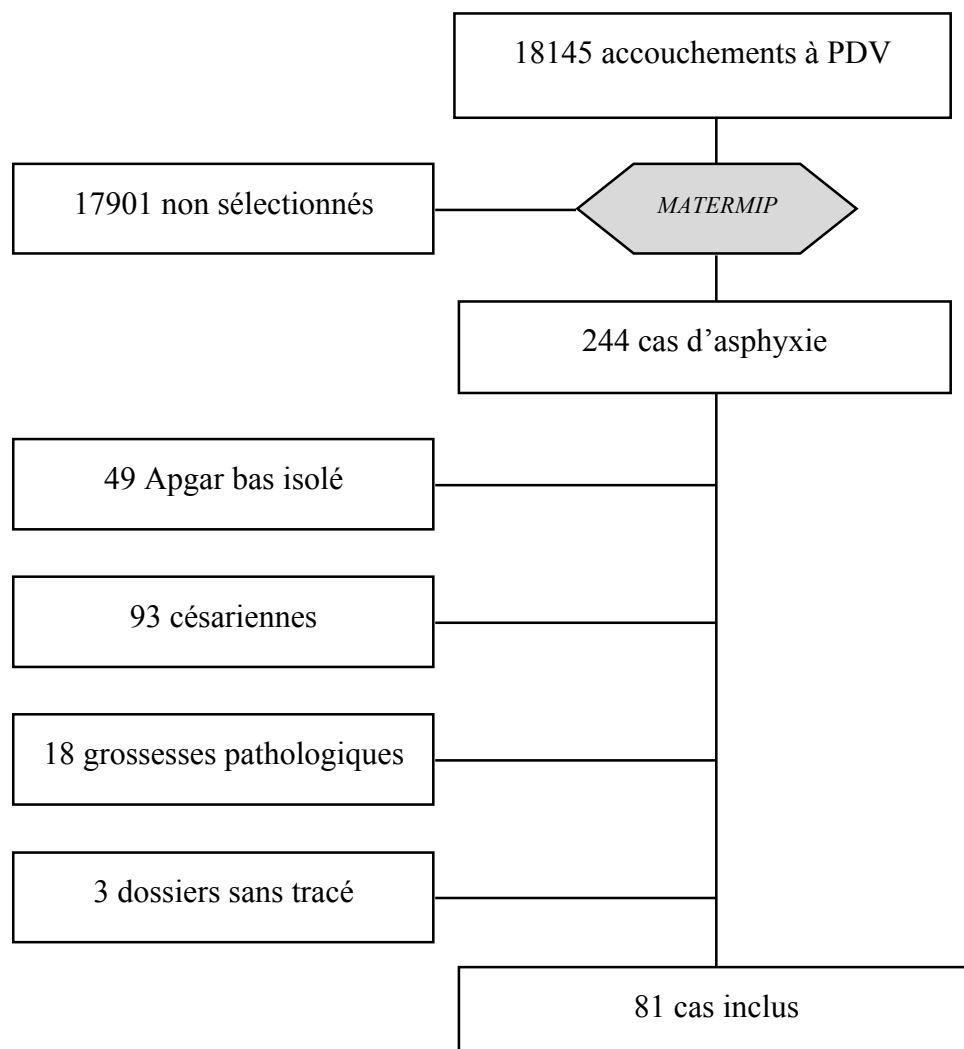 18145 accouchements à PDV
17901 non sélectionnés
MATERMIP
244 cas d’asphyxie
49 Apgar bas isolé
93 césariennes
18 grossesses pathologiques
3 dossiers sans tracé
81 cas inclus